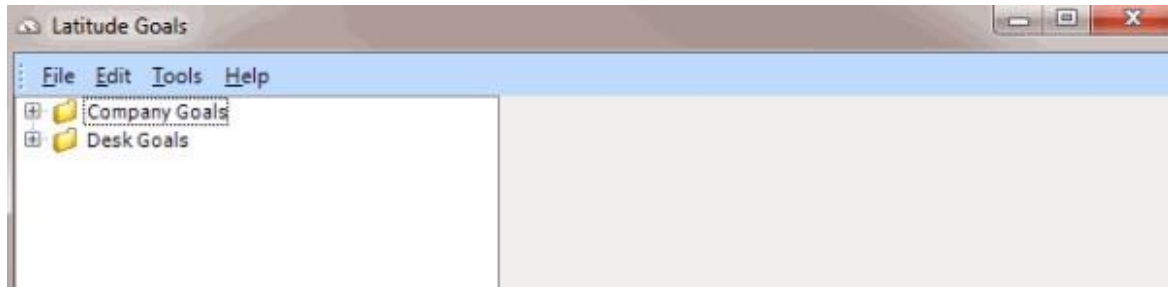 Latitude Goals
File Edit Tools Help
Company Goals
Desk Goals